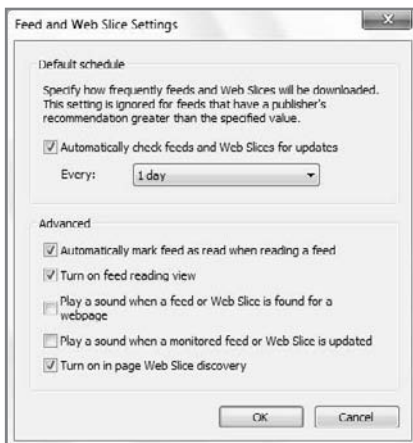 Feed and Web Slice Settings
Default schedule
Specify how frequently feeds and Web Slices will be downloaded.
This setting is ignored for feeds that have a publisher's
recommendation greater than the specified value.
Automatically check feeds and Web Slices for updates
Every: 1 day
Advanced
Automatically mark feed as read when reading a feed
Turn on feed reading view
Play a sound when a feed or Web Slice is found for a
webpage
Play a sound when a monitored feed or Web Slice is updated
Turn on in page Web Slice discovery
OK Cancel